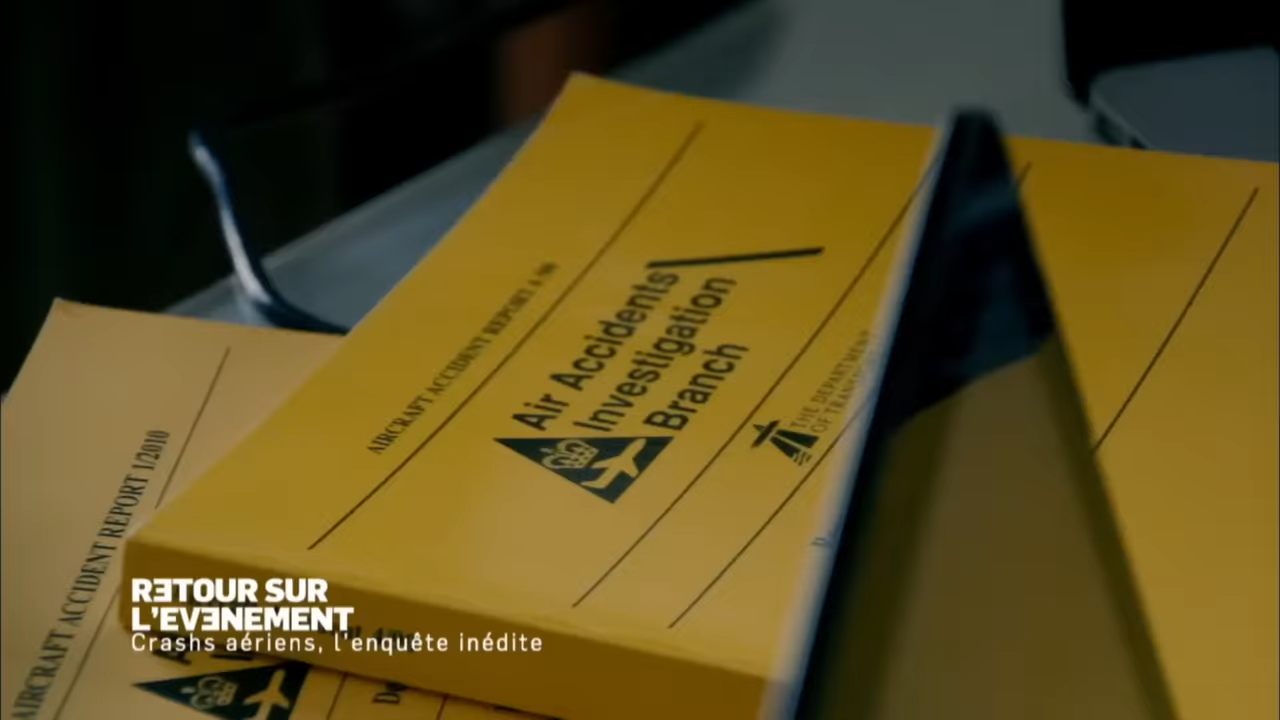 AIRCRAFT ACCIDENT REPORT
Air Accidents
Investigation
Branch
THE DEPARTMENT
OF
AIRCRAFT ACCIDENT REPORT 1/2010
RETOUR SUR
L'EVENEMENT
Crashs aériens, l'enquête inédite